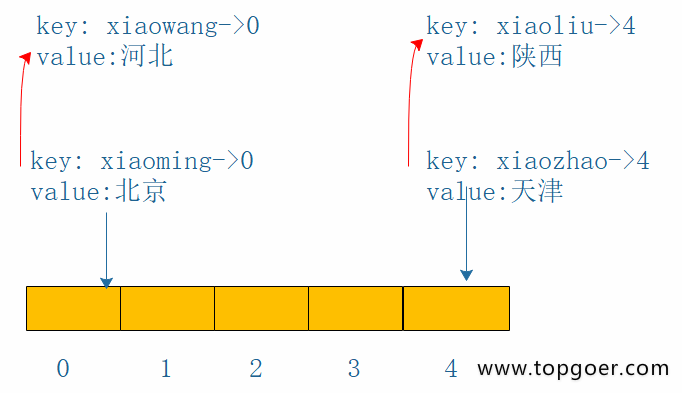 key: xiaowang->0
value:河北
key: xiaoliu->4
value:陕西
key: xiaoming->0
value:北京
key: xiaozhao->4
value:天津
0 1 2 3 4
www.topgoer.com